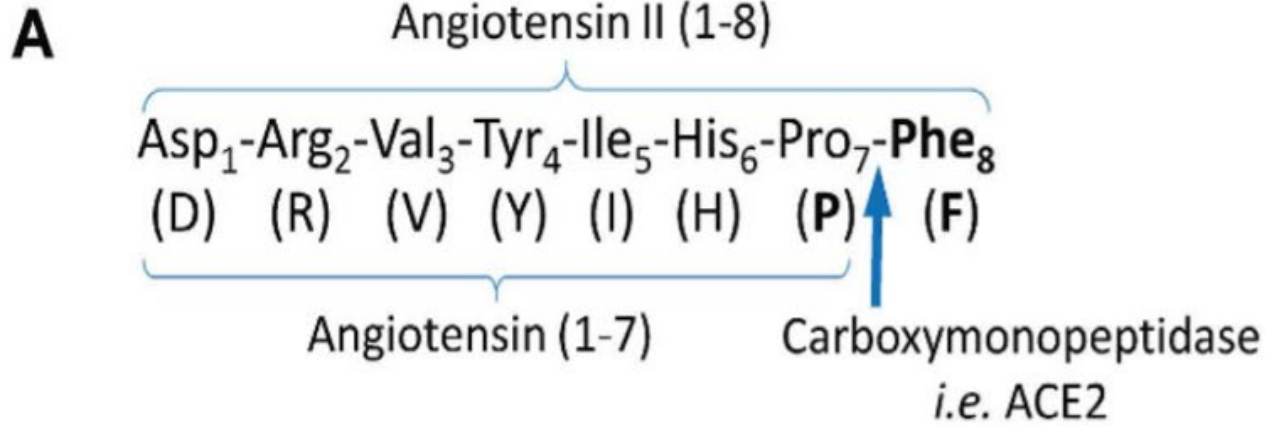 A
Angiotensin II (1-8)
Asp₁-Arg₂-Val₃-Tyr₄-Ile₅-His₆-Pro₇-Phe₈
(D) (R) (V) (Y) (I) (H) (P) (F)
Angiotensin (1-7)
Carboxymonopeptidase
i.e. ACE2